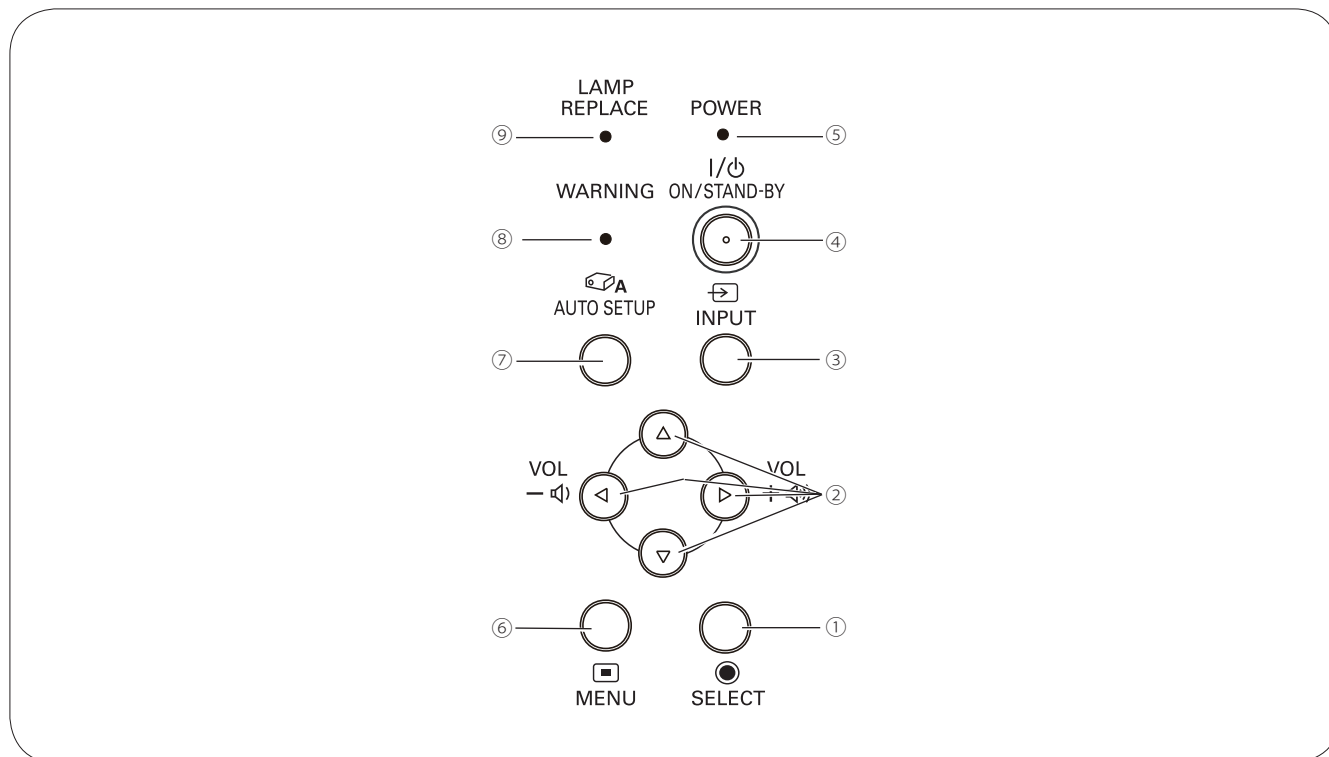 LAMP
REPLACE
POWER
⑨
⑤
I/⏻
WARNING
ON/STAND-BY
⑧
④
A
AUTO SETUP
INPUT
⑦
③
VOL
VOL
−
+
②
⑥
①
MENU
SELECT